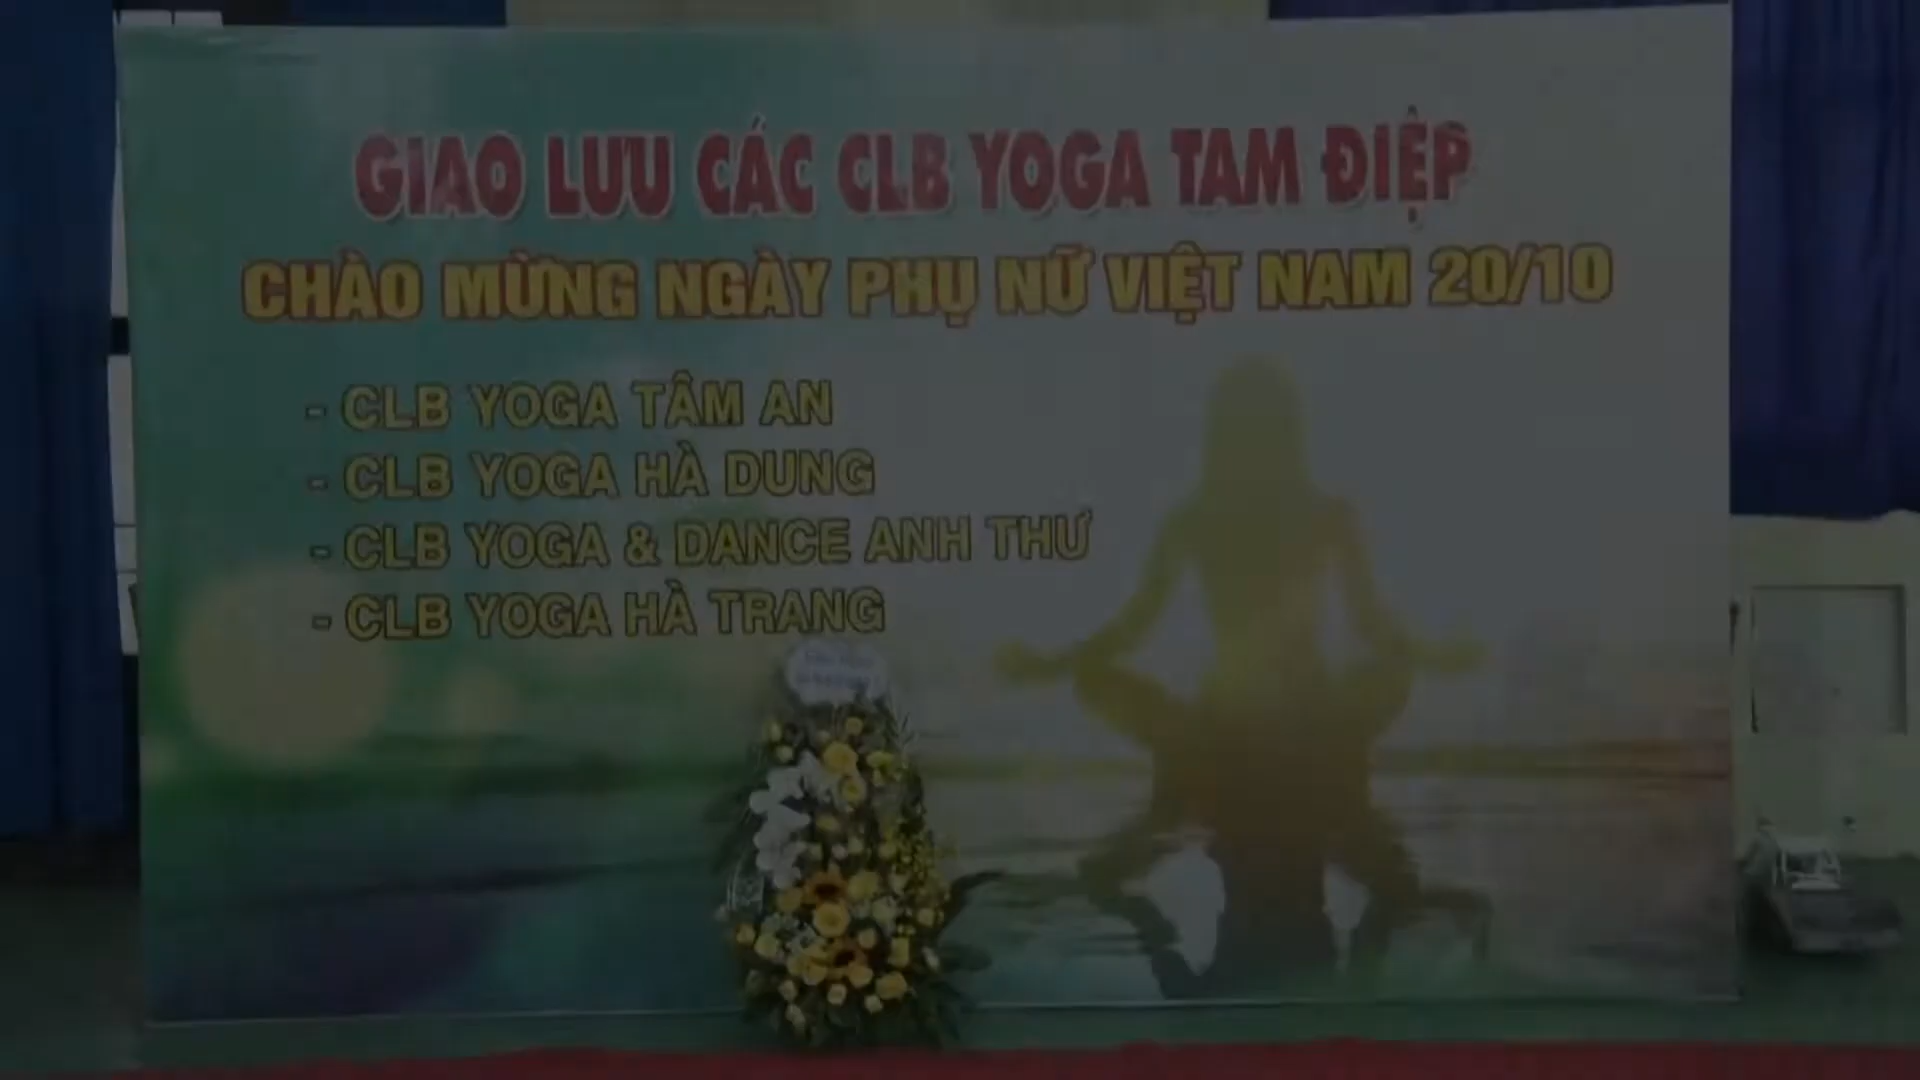 GIAO LƯU CÁC CLB YOGA TAM ĐIỆP
CHÀO MỪNG NGÀY PHỤ NỮ VIỆT NAM 20/10
- CLB YOGA TÂM AN
- CLB YOGA HÀ DUNG
- CLB YOGA & DANCE ANH THƯ
- CLB YOGA HÀ TRANG